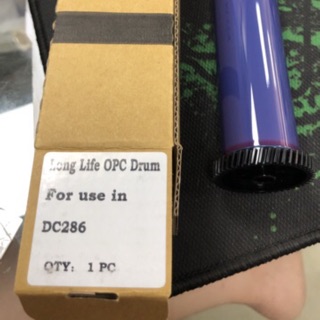 Long Life OPC Drum
For use in
DC286
QTY: 1 PC